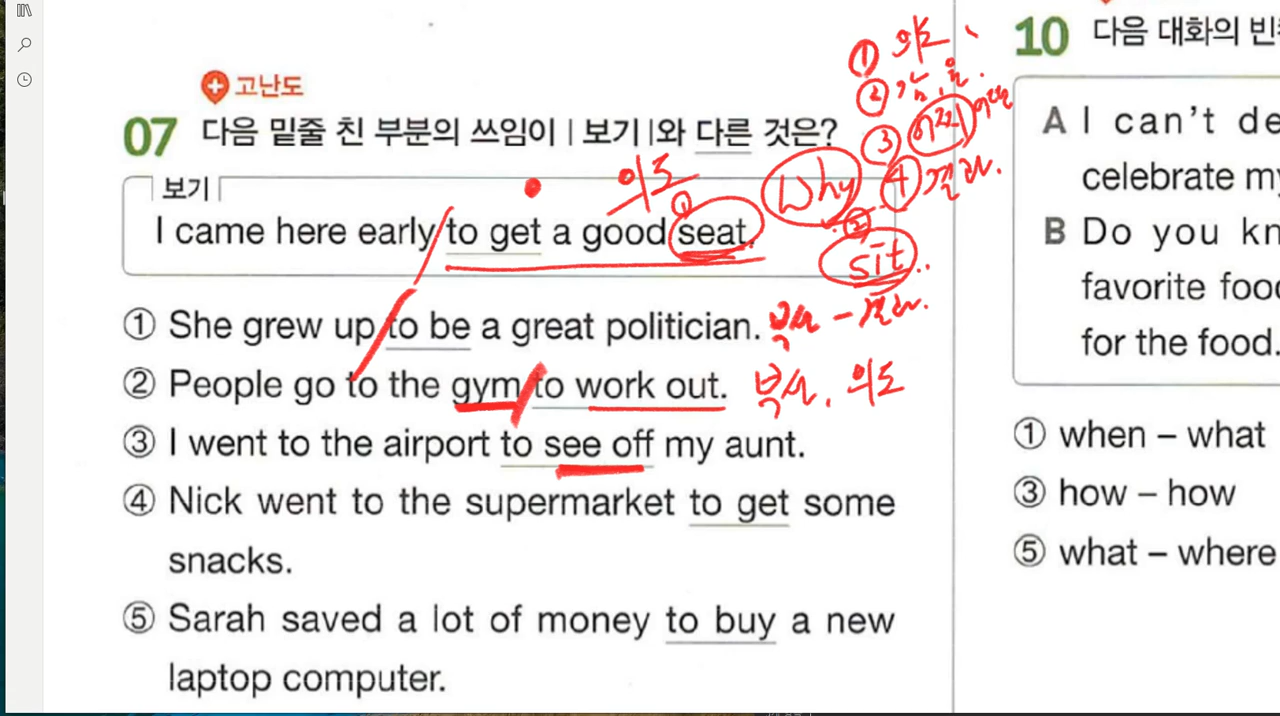 고난도
07 다음 밑줄 친 부분의 쓰임이 | 보기 |와 다른 것은?
보기
I came here early to get a good seat.
① She grew up to be a great politician.
② People go to the gym to work out.
③ I went to the airport to see off my aunt.
④ Nick went to the supermarket to get some
snacks.
⑤ Sarah saved a lot of money to buy a new
laptop computer.
① 의도
②
③
④ 결과.
의도
①
Why
②
sit..
부사 – 결과.
부사, 의도
10 다음 대화의 빈
A I can't de
celebrate my
B Do you kn
favorite food
for the food.
① when – what
③ how – how
⑤ what – where